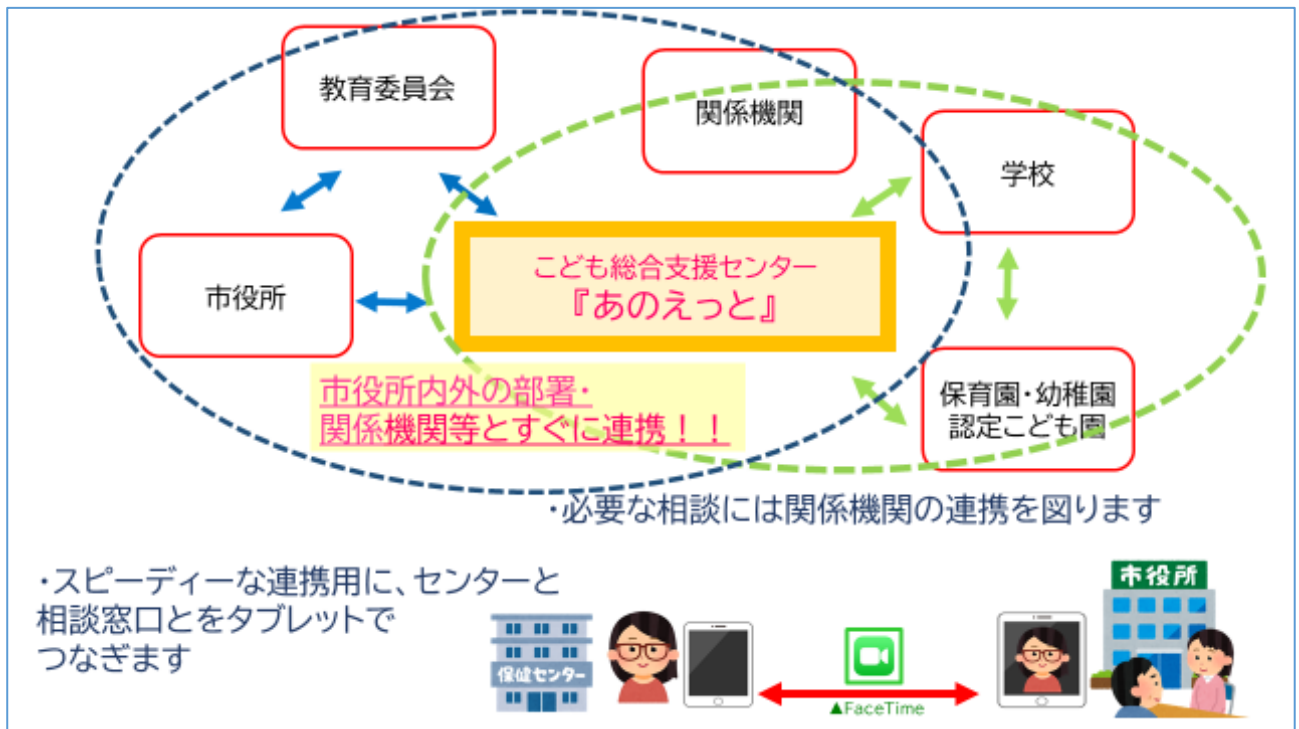 教育委員会
関係機関
学校
市役所
こども総合支援センター
『あのえっと』
保育園・幼稚園
認定こども園
市役所内外の部署・
関係機関等とすぐに連携！！
・必要な相談には関係機関の連携を図ります
・スピーディーな連携用に、センターと
相談窓口とをタブレットで
つなぎます
保健センター
▲FaceTime
市役所